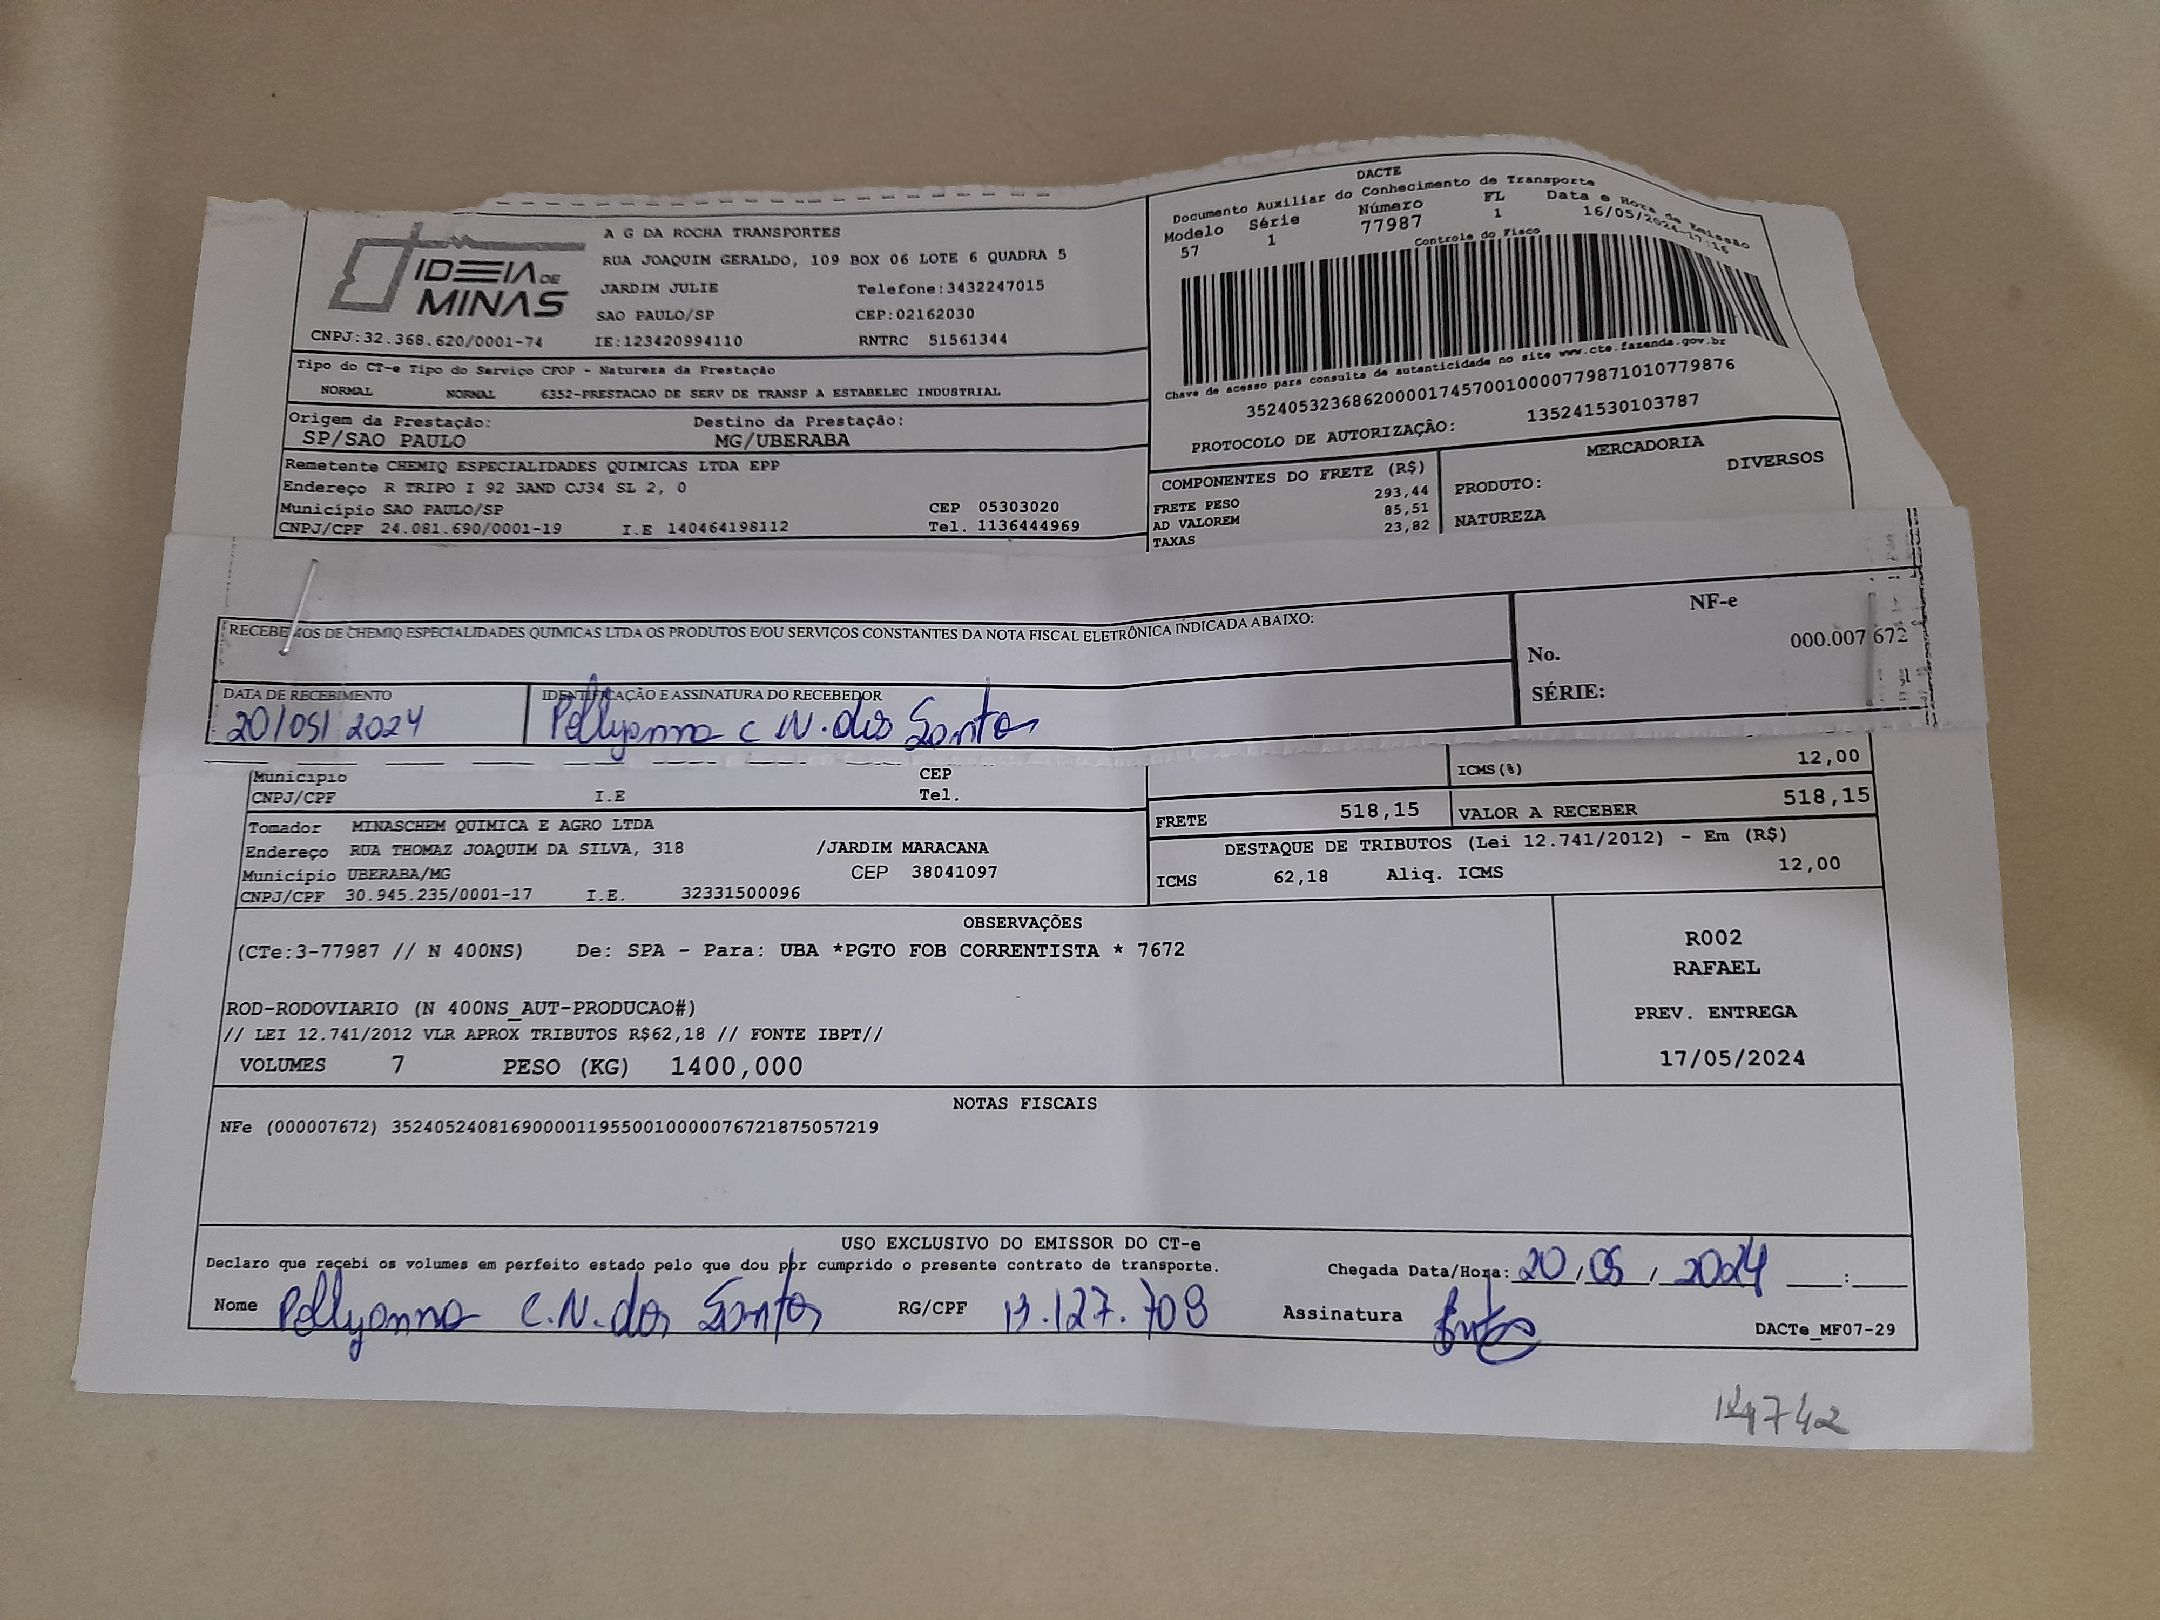 DACTE
Documento Auxiliar do Conhecimento de Transporte
Modelo Série Número FL Data e Hora de Emissão
57 1 77987 1 16/05/2024-17:16
Controle do Fisco
IDEIA DE MINAS
A G DA ROCHA TRANSPORTES
RUA JOAQUIM GERALDO, 109 BOX 06 LOTE 6 QUADRA 5
JARDIM JULIE Telefone:3432247015
SAO PAULO/SP CEP:02162030
CNPJ:32.368.620/0001-74 IE:123420994110 RNTRC 51561344
Tipo do CT-e Tipo do Serviço CFOP - Natureza da Prestação
NORMAL NORMAL 6352-PRESTACAO DE SERV DE TRANSP A ESTABELEC INDUSTRIAL
Chave de acesso para consulta de autenticidade no site www.cte.fazenda.gov.br
35240532368620000174570010000779871010779876
PROTOCOLO DE AUTORIZAÇÃO: 135241530103787
Origem da Prestação: Destino da Prestação:
SP/SAO PAULO MG/UBERABA
Remetente CHEMIQ ESPECIALIDADES QUIMICAS LTDA EPP
Endereço R TRIPO I 92 3AND CJ34 SL 2, 0
Município SAO PAULO/SP CEP 05303020
CNPJ/CPF 24.081.690/0001-19 I.E 140464198112 Tel. 1136444969
COMPONENTES DO FRETE (R$)
FRETE PESO 293,44
AD VALOREM 85,51
TAXAS 23,82
MERCADORIA
PRODUTO: DIVERSOS
NATUREZA
RECEBEMOS DE CHEMIQ ESPECIALIDADES QUIMICAS LTDA OS PRODUTOS E/OU SERVIÇOS CONSTANTES DA NOTA FISCAL ELETRÔNICA INDICADA ABAIXO:
NF-e
No. 000.007.672
SÉRIE: 1
DATA DE RECEBIMENTO IDENTIFICAÇÃO E ASSINATURA DO RECEBEDOR
20/05/2024 Pollyanna C N. dos Santos
Município CEP
CNPJ/CPF I.E Tel.
ICMS(%) 12,00
FRETE 518,15 VALOR A RECEBER 518,15
Tomador MINASCHEM QUIMICA E AGRO LTDA
Endereço RUA THOMAZ JOAQUIM DA SILVA, 318 /JARDIM MARACANA
Município UBERABA/MG CEP 38041097
CNPJ/CPF 30.945.235/0001-17 I.E. 32331500096
DESTAQUE DE TRIBUTOS (Lei 12.741/2012) - Em (R$)
ICMS 62,18 Aliq. ICMS 12,00
OBSERVAÇÕES
(CTe:3-77987 // N 400NS) De: SPA - Para: UBA *PGTO FOB CORRENTISTA * 7672
ROD-RODOVIARIO (N 400NS_AUT-PRODUCAO#)
// LEI 12.741/2012 VLR APROX TRIBUTOS R$62,18 // FONTE IBPT//
VOLUMES 7 PESO (KG) 1400,000
R002
RAFAEL
PREV. ENTREGA
17/05/2024
NOTAS FISCAIS
NFe (000007672) 35240524081690000119550010000076721875057219
USO EXCLUSIVO DO EMISSOR DO CT-e
Declaro que recebi os volumes em perfeito estado pelo que dou por cumprido o presente contrato de transporte.
Chegada Data/Hora: 20/05/2024 __:__
Nome Pollyanna C.N. dos Santos RG/CPF 13.127.709 Assinatura
DACTe_MF07-29